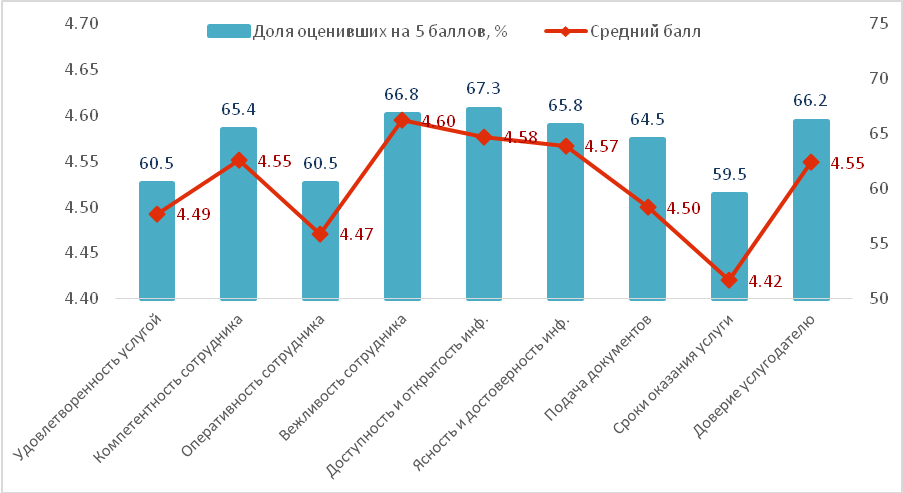 Доля оценивших на 5 баллов, %
Средний балл
4.70
4.65
4.60
4.55
4.50
4.45
4.40
75
70
65
60
55
50
60.5
65.4
60.5
66.8
67.3
65.8
64.5
59.5
66.2
4.49
4.55
4.47
4.60
4.58
4.57
4.50
4.42
4.55
Удовлетворенность услугой
Компетентность сотрудника
Оперативность сотрудника
Вежливость сотрудника
Доступность и открытость инф.
Ясность и достоверность инф.
Подача документов
Сроки оказания услуги
Доверие услугодателю